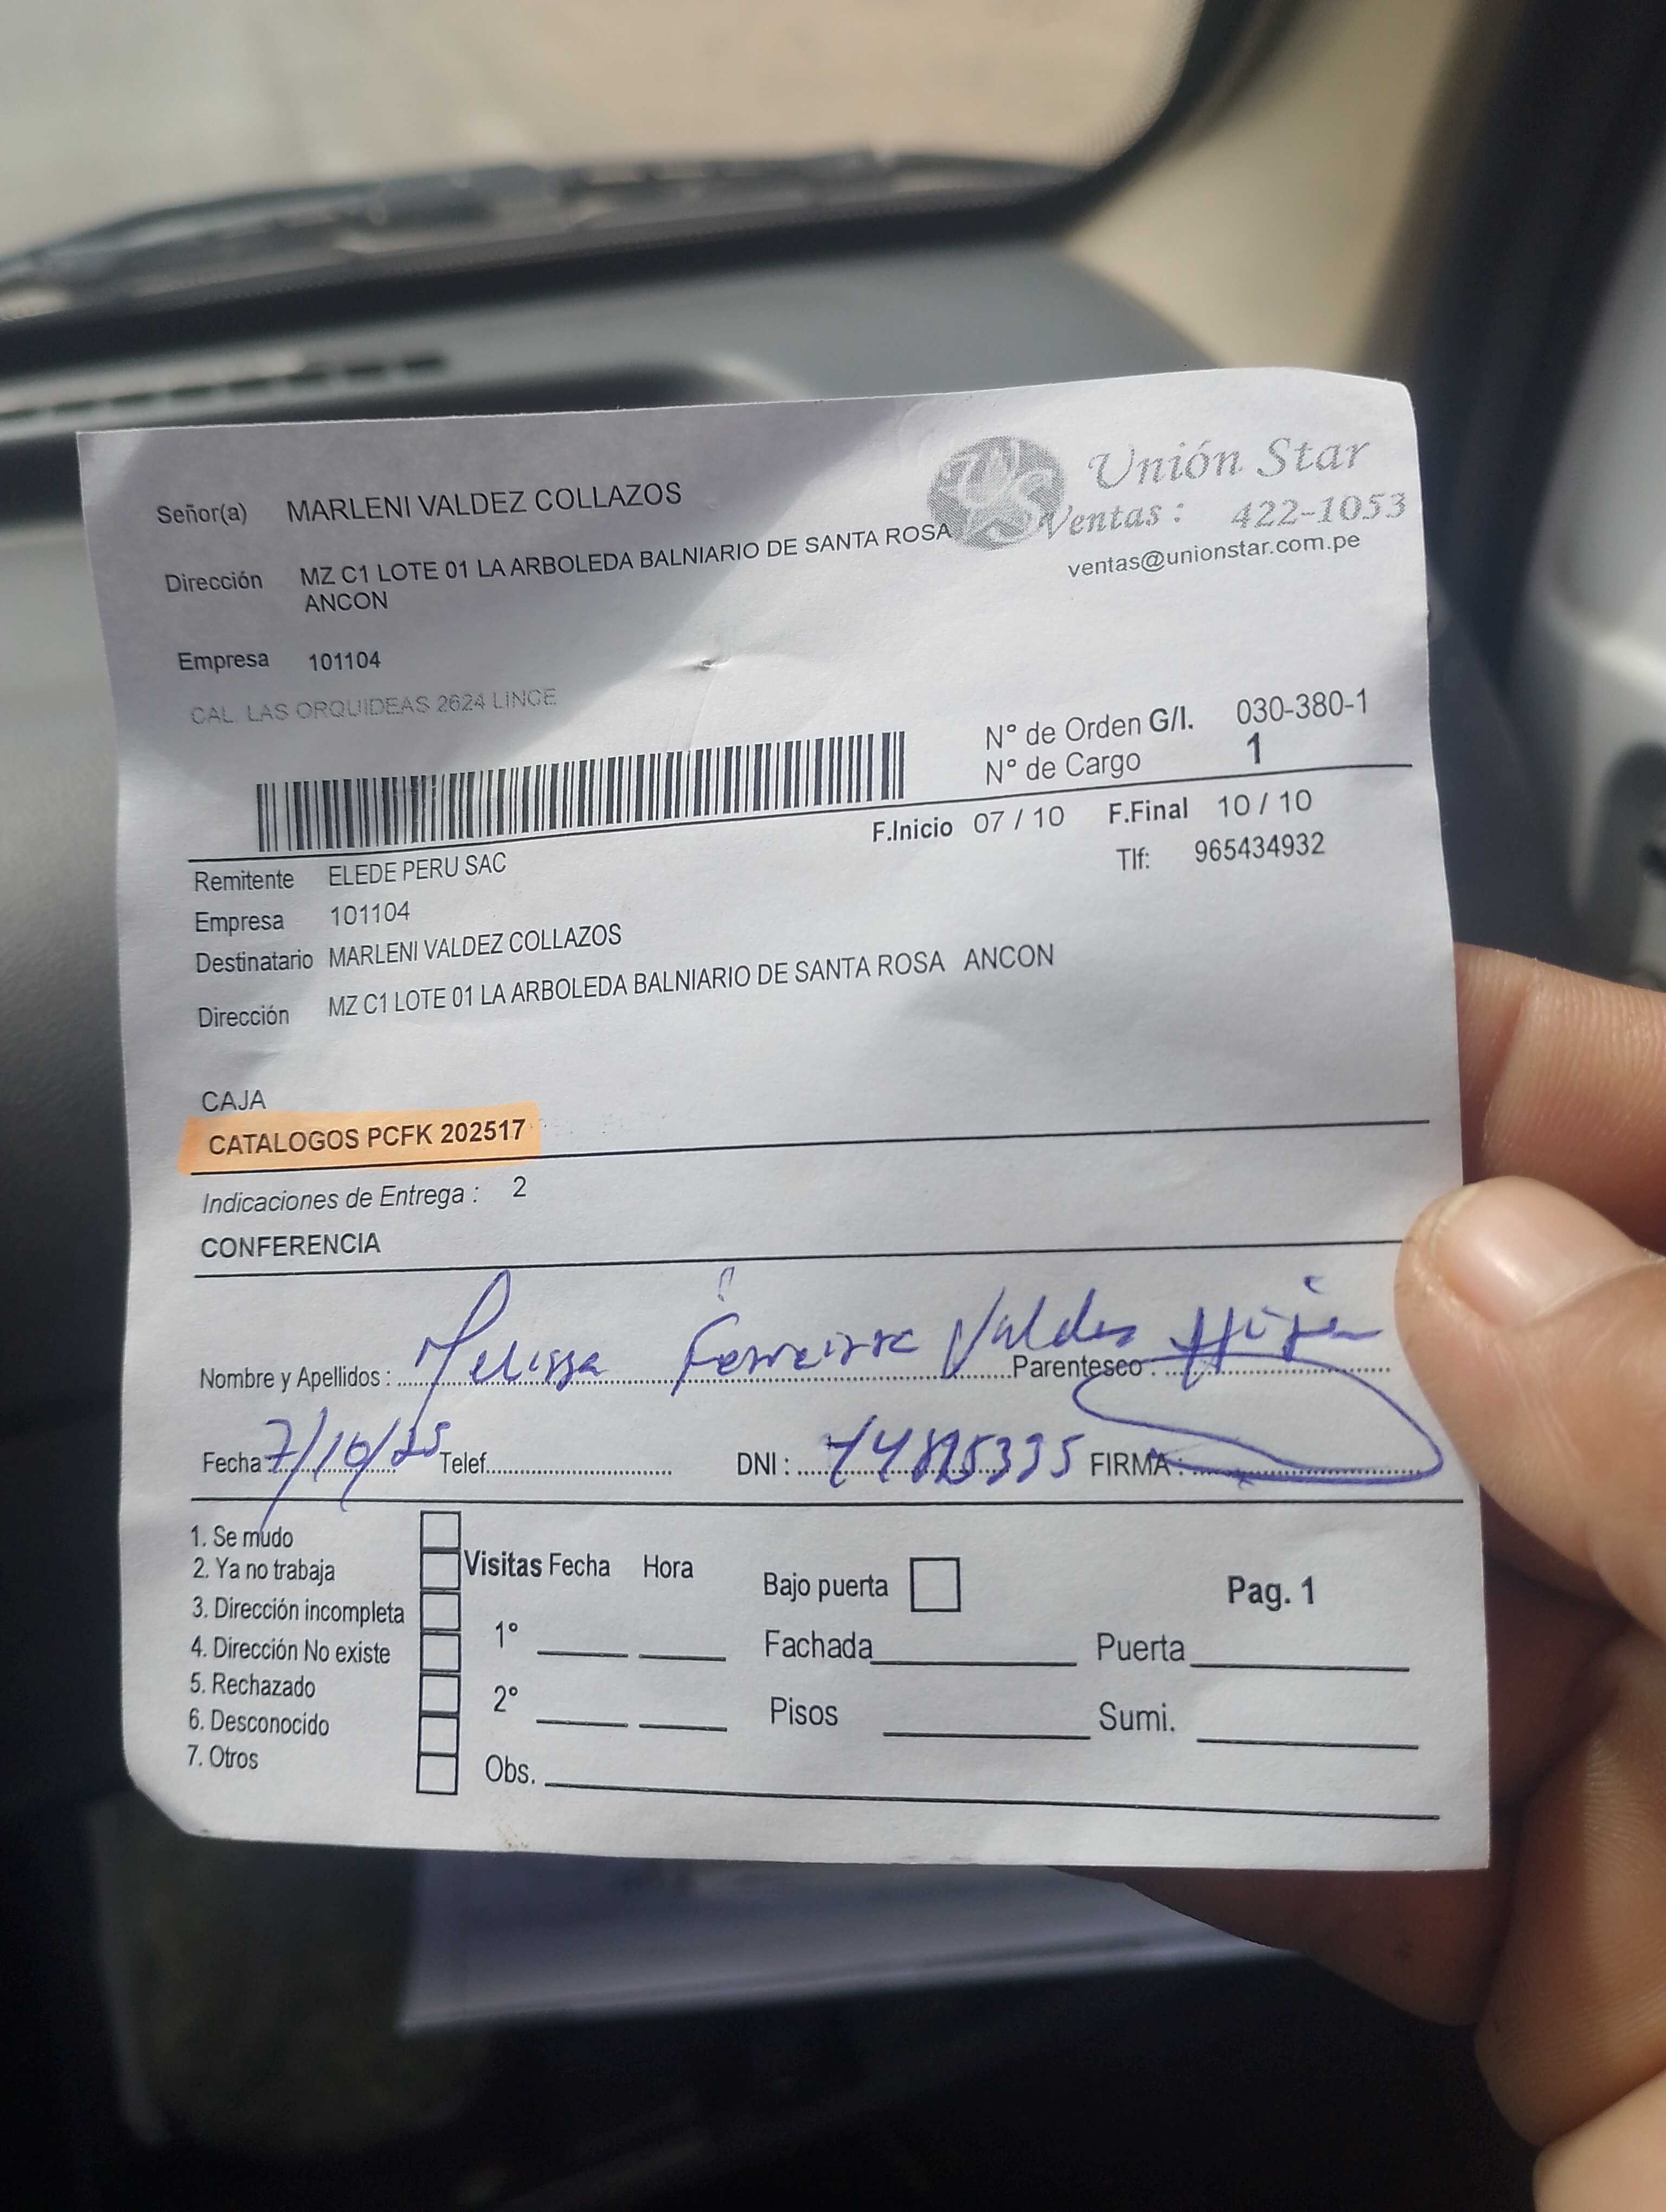 Unión Star
Ventas : 422-1053
ventas@unionstar.com.pe
Señor(a) MARLENI VALDEZ COLLAZOS
Dirección MZ C1 LOTE 01 LA ARBOLEDA BALNIARIO DE SANTA ROSA
ANCON
Empresa 101104
CAL. LAS ORQUIDEAS 2624 LINCE
N° de Orden G/I. 030-380-1
N° de Cargo 1
F.Inicio 07 / 10 F.Final 10 / 10
Tlf: 965434932
Remitente ELEDE PERU SAC
Empresa 101104
Destinatario MARLENI VALDEZ COLLAZOS
Dirección MZ C1 LOTE 01 LA ARBOLEDA BALNIARIO DE SANTA ROSA ANCON
CAJA
CATALOGOS PCFK 202517
Indicaciones de Entrega : 2
CONFERENCIA
Nombre y Apellidos : Melissa Valdez Parentesco : Hija
Fecha: 7/10/25 Telef. DNI : FIRMA :
1. Se mudo
2. Ya no trabaja
3. Dirección incompleta
4. Dirección No existe
5. Rechazado
6. Desconocido
7. Otros
Visitas Fecha Hora
1°
2°
Obs.
Bajo puerta Pag. 1
Fachada Puerta
Pisos Sumi.